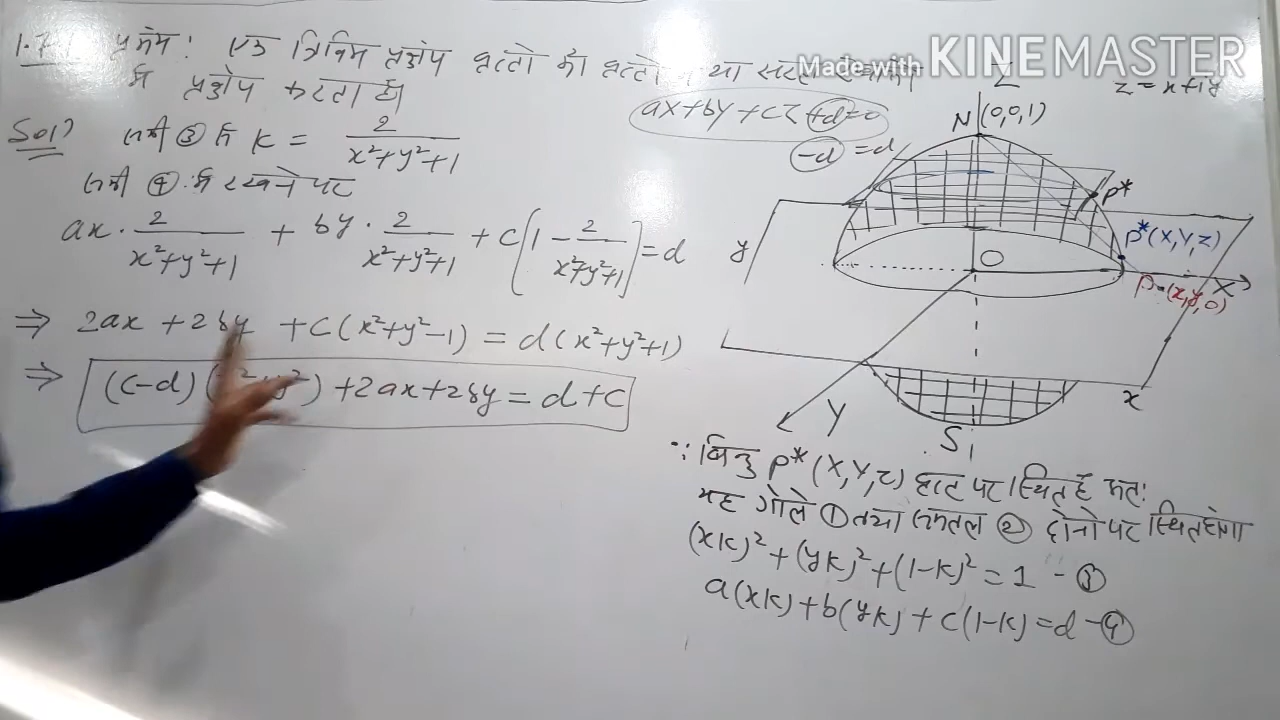 प्रमेय: एक त्रिविम प्रक्षेप वृत्तो को वृत्तो या
में प्रक्षेप करता है।
Made with KINEMASTER
Z
z = x+iy
ax+by+cz+d=0
-d = d
N (0,0,1)
Sol) समी ③ से K = 2/(x²+y²+1)
समी ④ में रखने पर
ax · 2/(x²+y²+1) + by · 2/(x²+y²+1) + c[1 - 2/(x²+y²+1)] = d
⇒ 2ax + 2by + c(x²+y²-1) = d(x²+y²+1)
⇒ (c-d)(x²+y²) + 2ax + 2by = d+c
P*
P*(X,Y,Z)
y
O
X
P (x,y,0)
x
Y
S
∵ बिन्दु P*(X,Y,Z) वृत्त पर स्थित है अतः
यह गोले ① तथा समतल ② दोनो पर स्थित होगा
(xk)²+(yk)²+(1-k)² = 1 - ③
a(xk)+b(yk)+c(1-k)=d-④